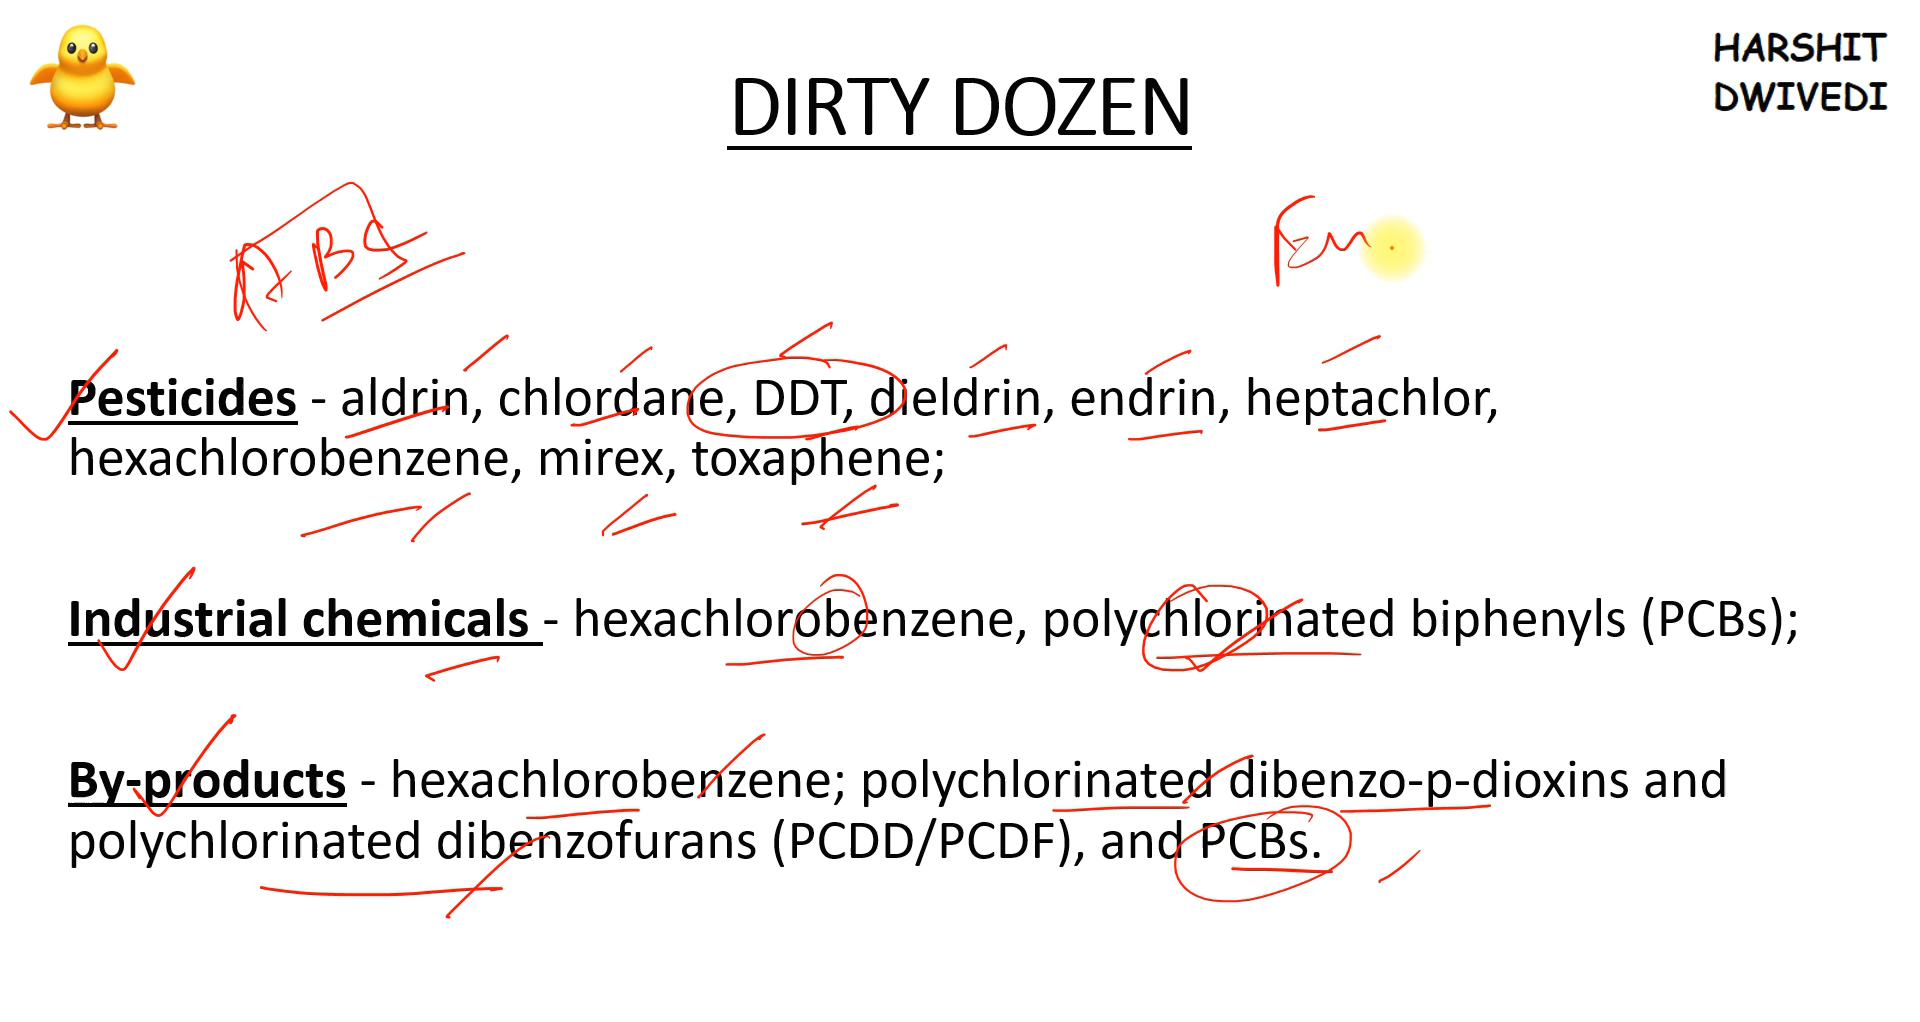 HARSHIT
DWIVEDI
DIRTY DOZEN
Pesticides - aldrin, chlordane, DDT, dieldrin, endrin, heptachlor,
hexachlorobenzene, mirex, toxaphene;
Industrial chemicals - hexachlorobenzene, polychlorinated biphenyls (PCBs);
By-products - hexachlorobenzene; polychlorinated dibenzo-p-dioxins and
polychlorinated dibenzofurans (PCDD/PCDF), and PCBs.